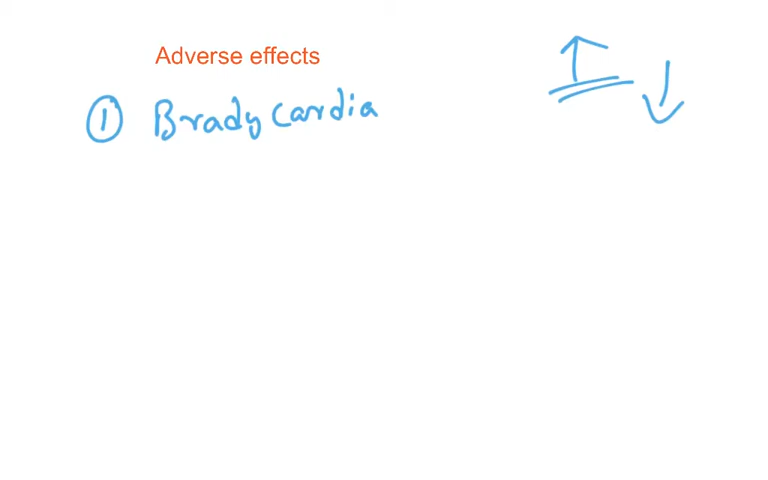 Adverse effects
① Bradycardia
↑ ↓